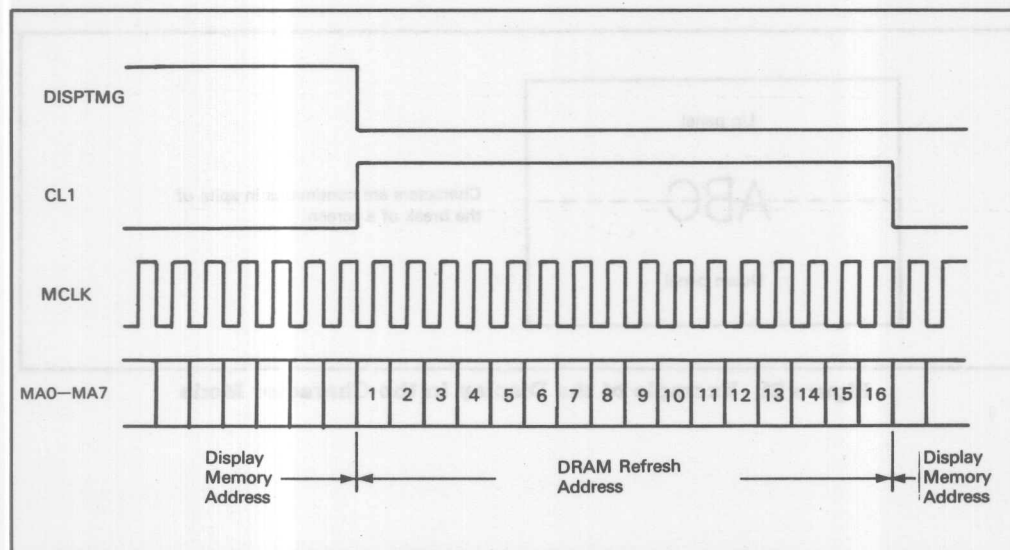 DISPTMG
CL1
MCLK
MA0—MA7
1 2 3 4 5 6 7 8 9 10 11 12 13 14 15 16
Display
Memory
Address
DRAM Refresh
Address
Display
Memory
Address